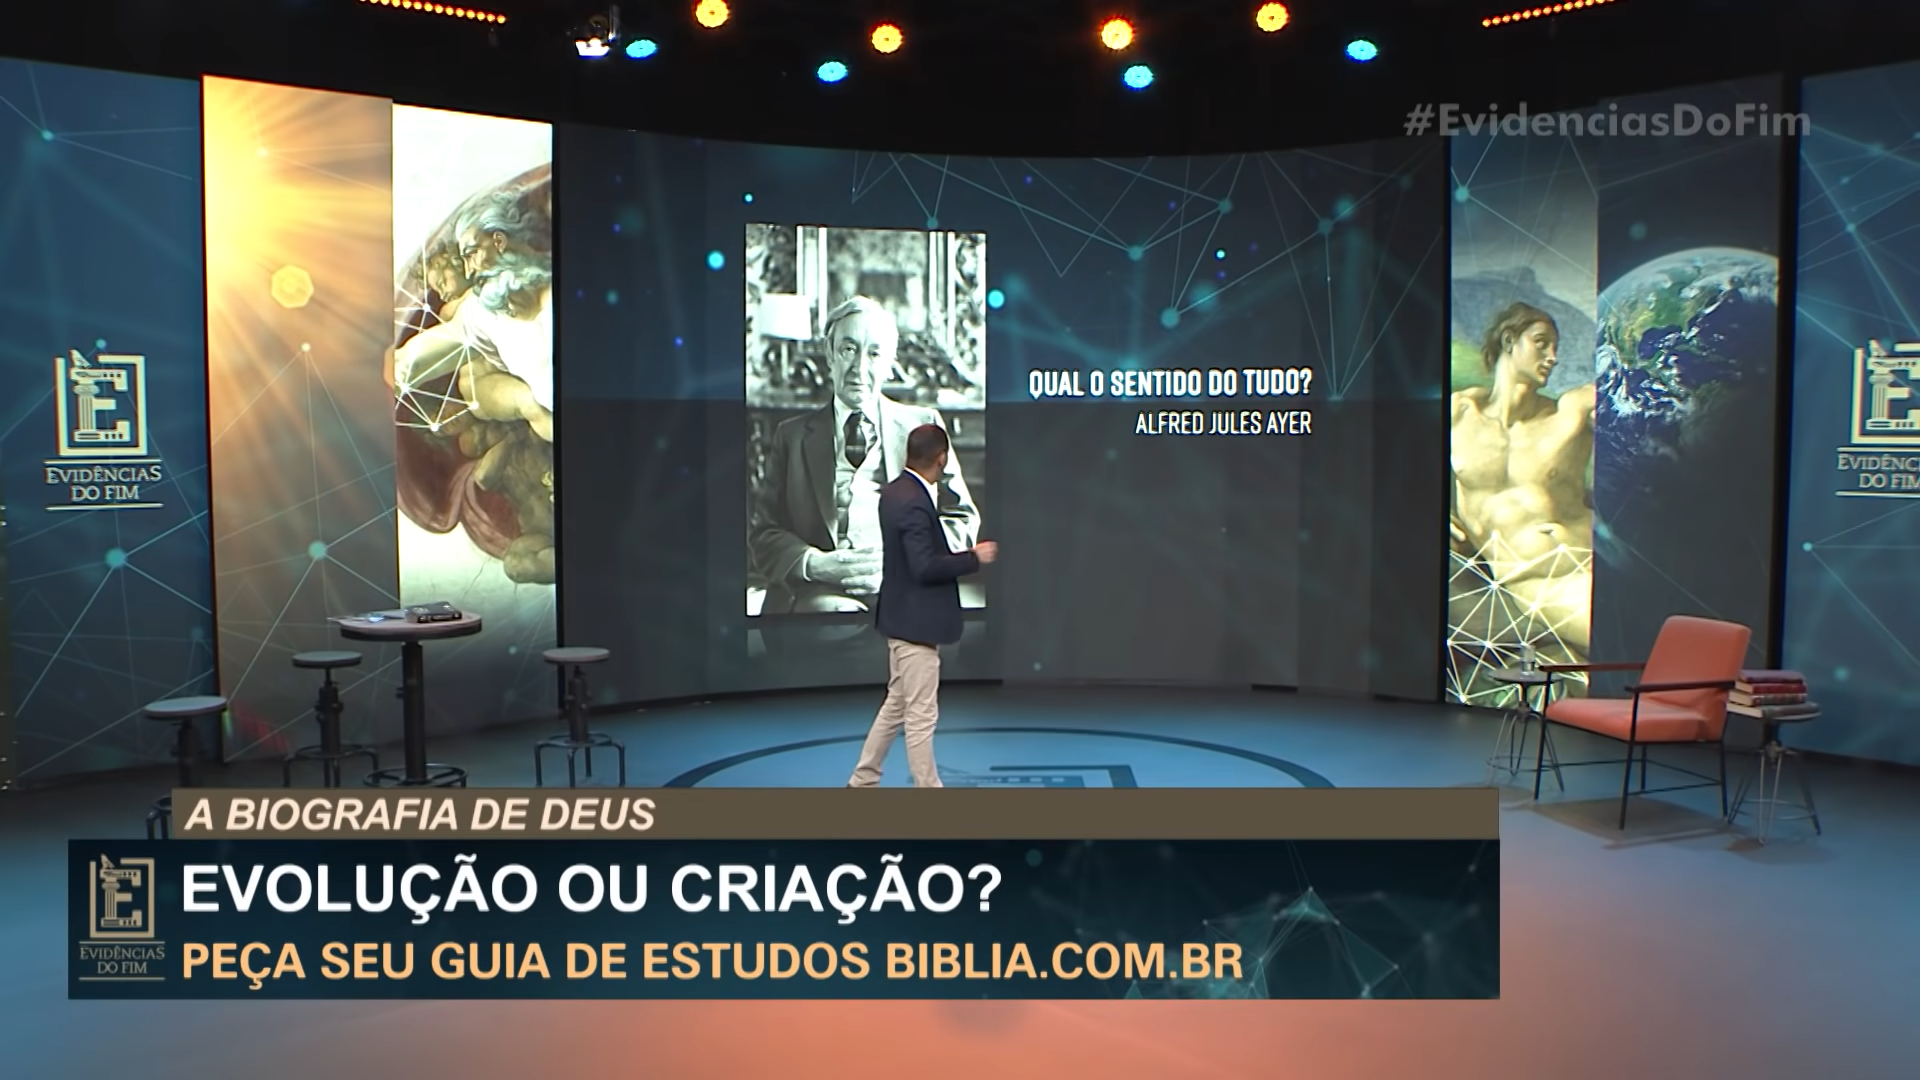 #EvidenciasDoFim
QUAL O SENTIDO DO TUDO?
ALFRED JULES AYER
EVIDÊNCIAS
DO FIM
EVIDÊNC
DO FIM
A BIOGRAFIA DE DEUS
EVOLUÇÃO OU CRIAÇÃO?
PEÇA SEU GUIA DE ESTUDOS BIBLIA.COM.BR
EVIDÊNCIAS
DO FIM